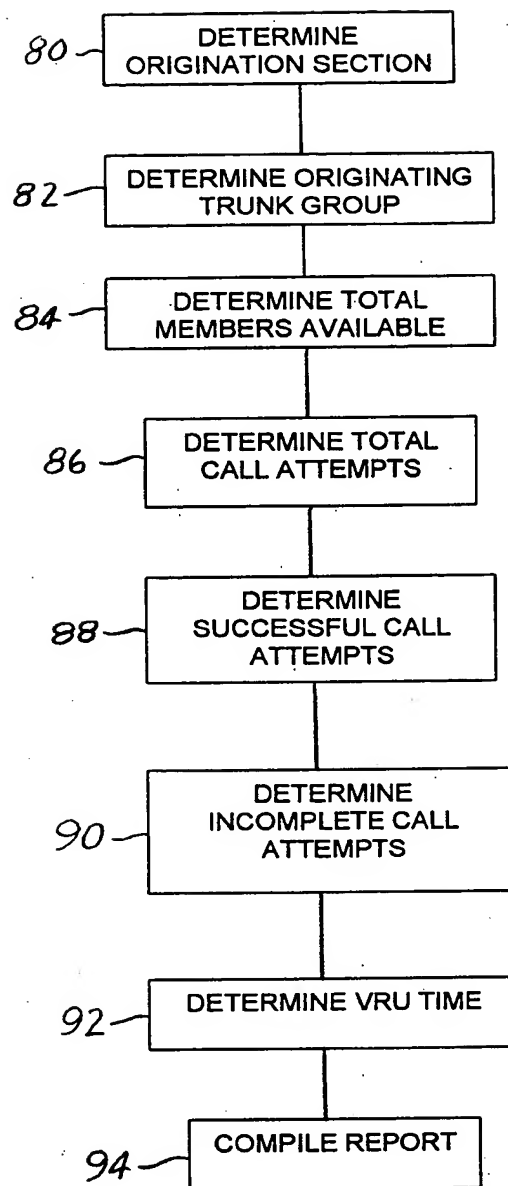 80
DETERMINE
ORIGINATION SECTION
82
DETERMINE ORIGINATING
TRUNK GROUP
84
DETERMINE TOTAL
MEMBERS AVAILABLE
86
DETERMINE TOTAL
CALL ATTEMPTS
88
DETERMINE
SUCCESSFUL CALL
ATTEMPTS
90
DETERMINE
INCOMPLETE CALL
ATTEMPTS
92
DETERMINE VRU TIME
94
COMPILE REPORT